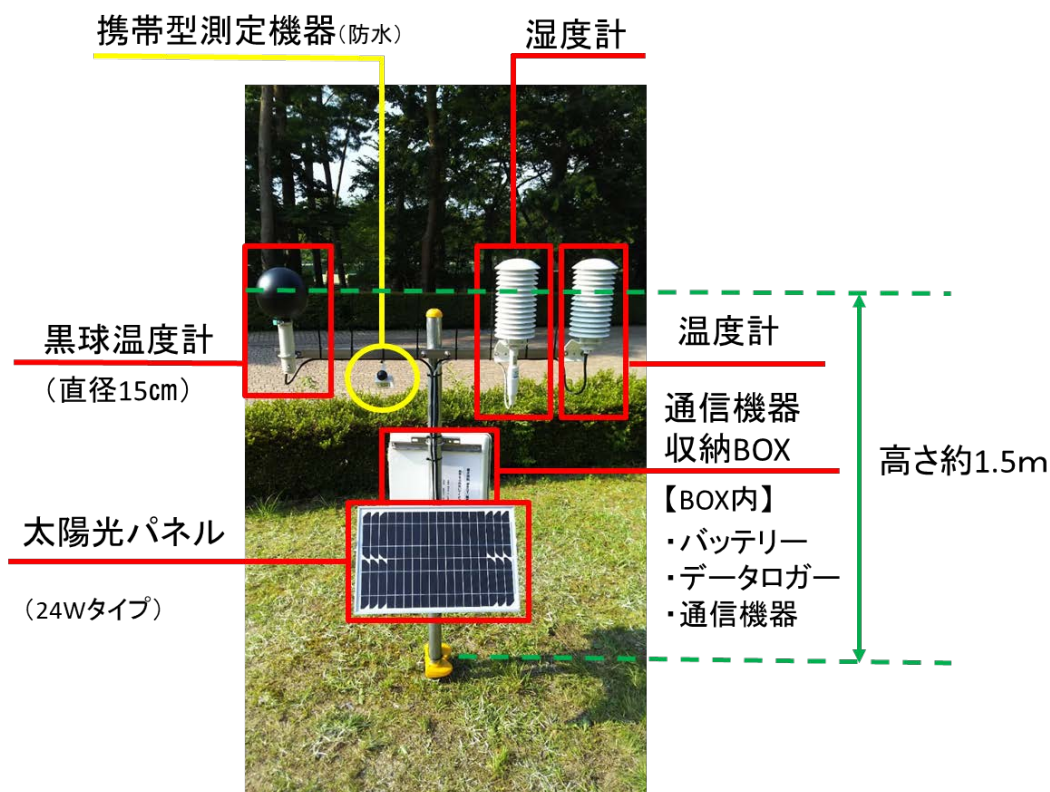 携帯型測定機器(防水)
湿度計
黒球温度計
(直径15㎝)
温度計
通信機器
収納BOX
【BOX内】
・バッテリー
・データロガー
・通信機器
高さ約1.5m
太陽光パネル
(24Wタイプ)